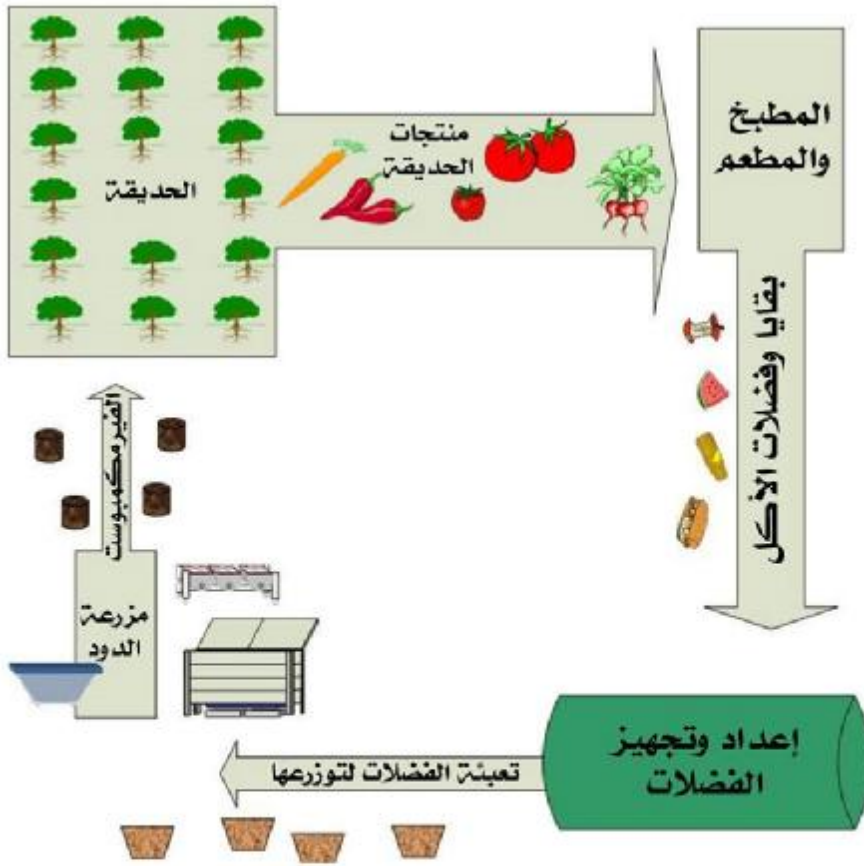 الحديقة
منتجات
الحديقة
المطبخ
والمطعم
بقايا وفضلات الأكل
إعداد وتجهيز
الفضلات
تعبئة الفضلات لتوزرعها
مزرعة
الدود
الفيرمكمبوست